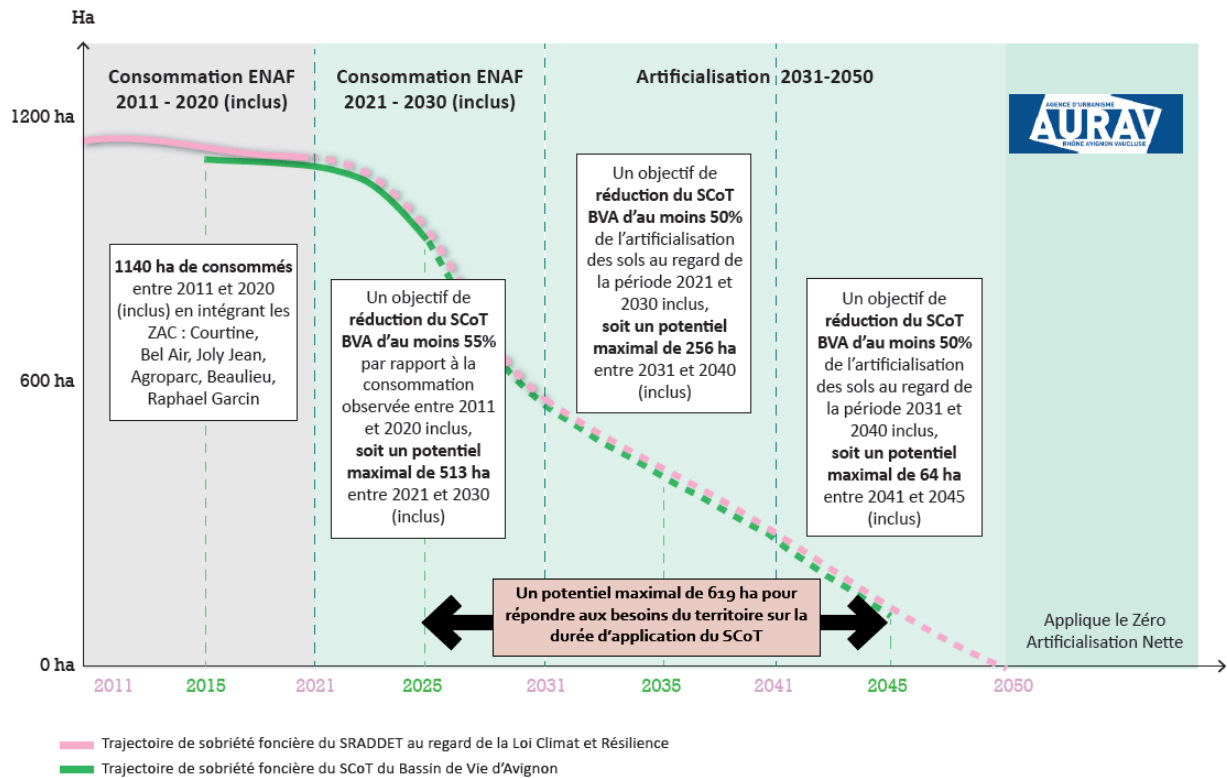 Ha
Consommation ENAF
2011 - 2020 (inclus)
Consommation ENAF
2021 - 2030 (inclus)
Artificialisation 2031-2050
1200 ha
600 ha
0 ha
AGENCE D'URBANISME
AURAV
RHÔNE AVIGNON VAUCLUSE
1140 ha de consommés
entre 2011 et 2020
(inclus) en intégrant les
ZAC : Courtine,
Bel Air, Joly Jean,
Agroparc, Beaulieu,
Raphael Garcin
Un objectif de
réduction du SCoT
BVA d'au moins 55%
par rapport à la
consommation
observée entre 2011
et 2020 inclus,
soit un potentiel
maximal de 513 ha
entre 2021 et 2030
(inclus)
Un objectif de
réduction du SCoT
BVA d'au moins 50%
de l'artificialisation
des sols au regard de
la période 2021 et
2030 inclus,
soit un potentiel
maximal de 256 ha
entre 2031 et 2040
(inclus)
Un objectif de
réduction du SCoT
BVA d'au moins 50%
de l'artificialisation
des sols au regard de
la période 2031 et
2040 inclus,
soit un potentiel
maximal de 64 ha
entre 2041 et 2045
(inclus)
Un potentiel maximal de 619 ha pour
répondre aux besoins du territoire sur la
durée d'application du SCoT
Applique le Zéro
Artificialisation Nette
2011
2015
2021
2025
2031
2035
2041
2045
2050
Trajectoire de sobriété foncière du SRADDET au regard de la Loi Climat et Résilience
Trajectoire de sobriété foncière du SCoT du Bassin de Vie d'Avignon